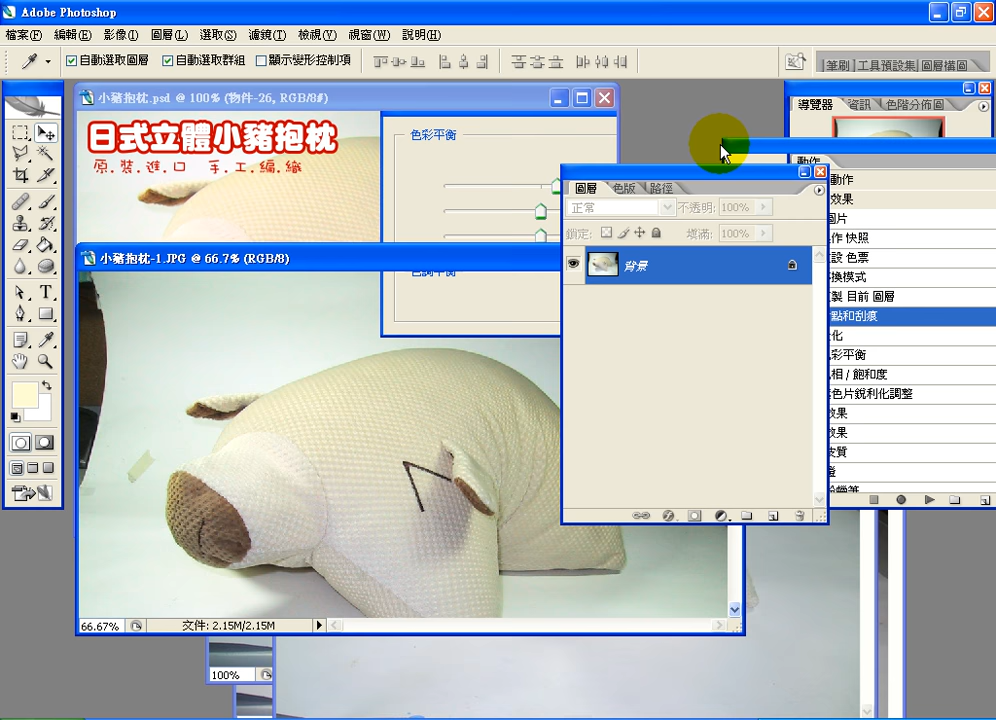 Adobe Photoshop
檔案(F) 編輯(E) 影像(I) 圖層(L) 選取(S) 濾鏡(T) 檢視(V) 視窗(W) 說明(H)
自動選取圖層 自動選取群組 顯示變形控制項
筆刷 工具預設集 圖層構圖
小豬抱枕.psd @ 100% (物件-26, RGB/8#)
日式立體小豬抱枕
原.裝.進.口 手.工.編.織
色彩平衡
色調平衡
小豬抱枕-1.JPG @ 66.7% (RGB/8)
66.67% 文件: 2.15M/2.15M
100%
圖層 色版 路徑
正常 不透明: 100%
鎖定: 填滿: 100%
背景
導覽器 資訊 色階分佈圖
動作
動作
效果
圖片
作 快照
設 色票
換模式
製 目前 圖層
點和刮痕
化
彩平衡
相 / 飽和度
色片銳利化調整
效果
效果
皮質